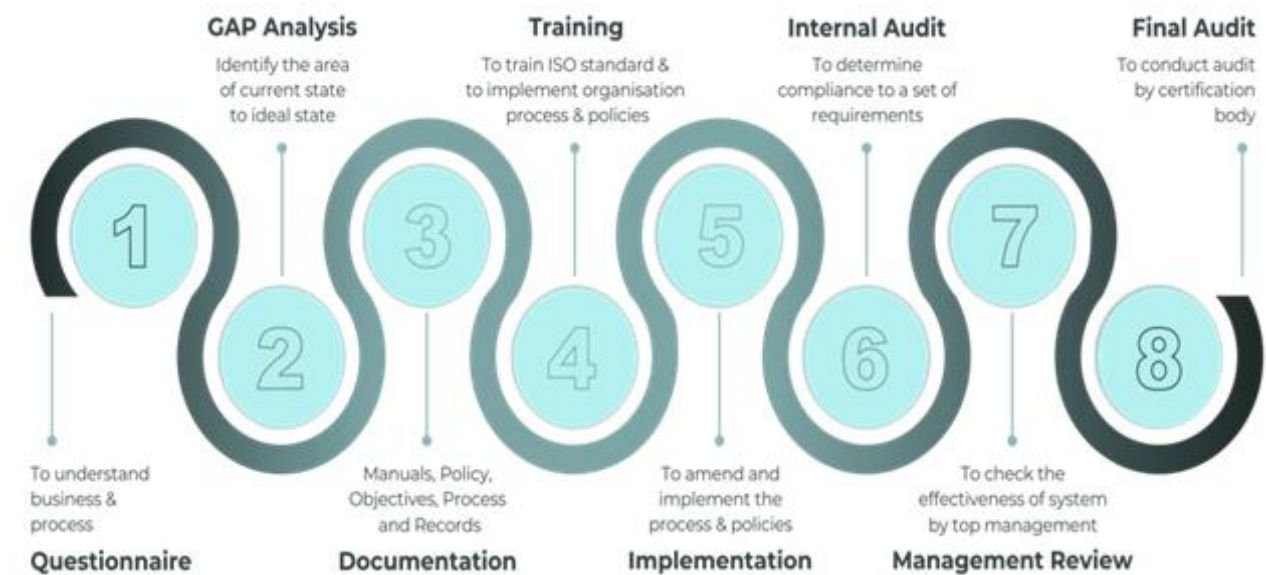 GAP Analysis
Identify the area
of current state
to ideal state
Training
To train ISO standard &
to implement organisation
process & policies
Internal Audit
To determine
compliance to a set of
requirements
Final Audit
To conduct audit
by certification
body
1
2
3
4
5
6
7
8
To understand
business &
process
Questionnaire
Manuals, Policy,
Objectives, Process
and Records
Documentation
To amend and
implement the
process & policies
Implementation
To check the
effectiveness of system
by top management
Management Review